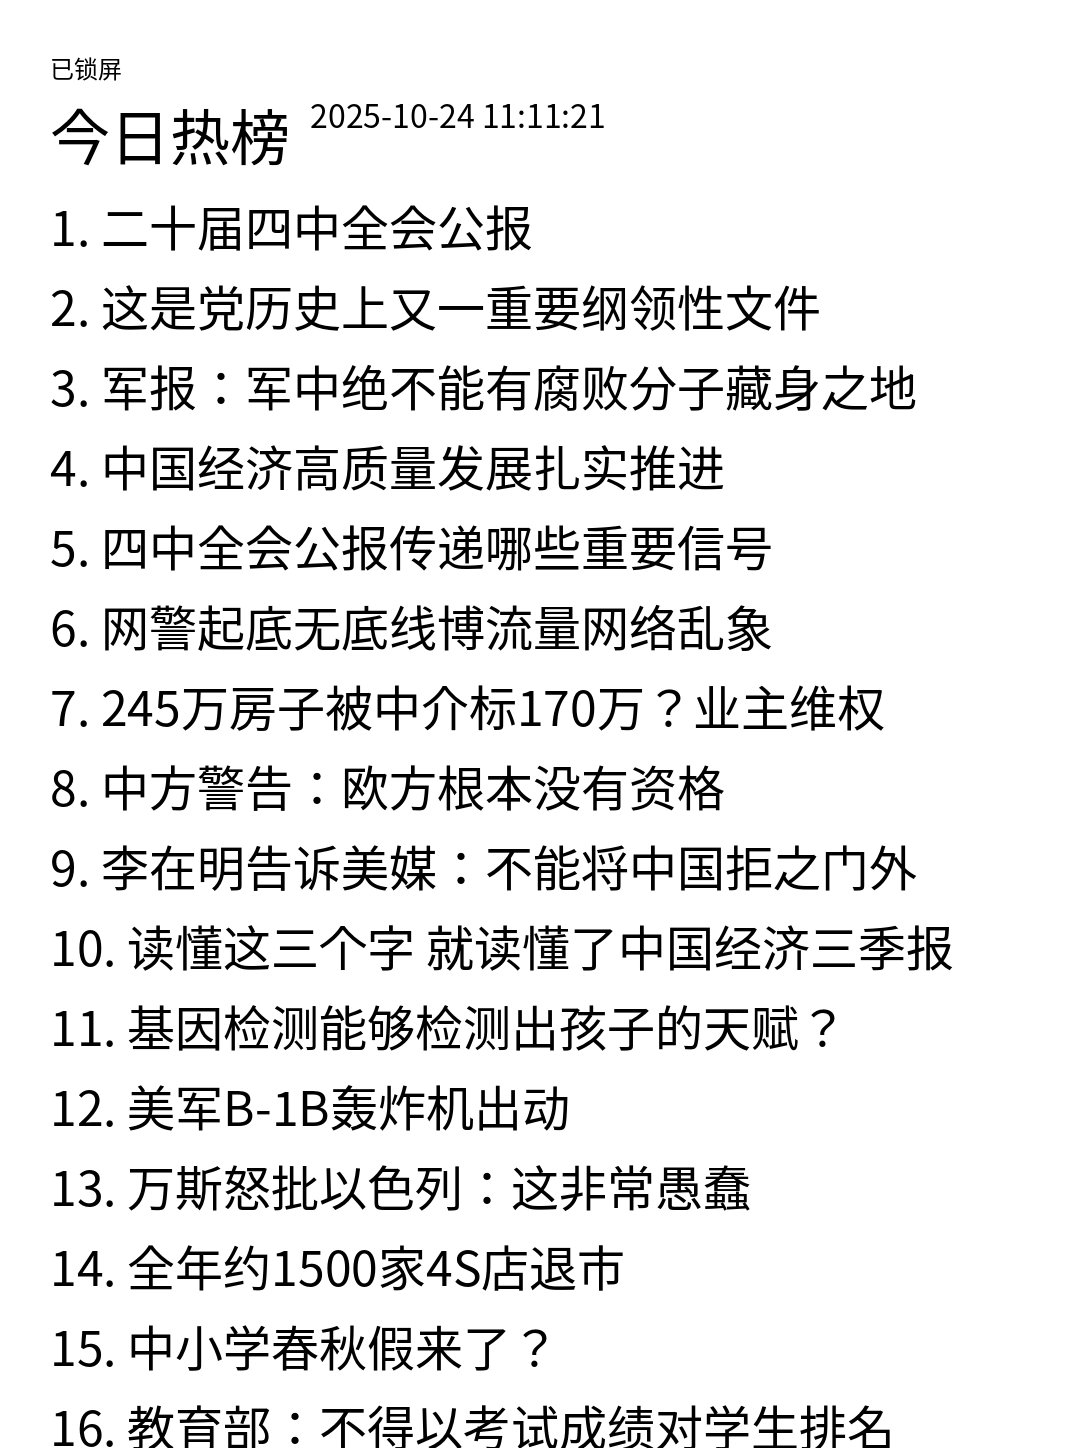 已锁屏
今日热榜 2025-10-24 11:11:21
1. 二十届四中全会公报
2. 这是党历史上又一重要纲领性文件
3. 军报：军中绝不能有腐败分子藏身之地
4. 中国经济高质量发展扎实推进
5. 四中全会公报传递哪些重要信号
6. 网警起底无底线博流量网络乱象
7. 245万房子被中介标170万？业主维权
8. 中方警告：欧方根本没有资格
9. 李在明告诉美媒：不能将中国拒之门外
10. 读懂这三个字 就读懂了中国经济三季报
11. 基因检测能够检测出孩子的天赋？
12. 美军B-1B轰炸机出动
13. 万斯怒批以色列：这非常愚蠢
14. 全年约1500家4S店退市
15. 中小学春秋假来了？
16. 教育部：不得以考试成绩对学生排名